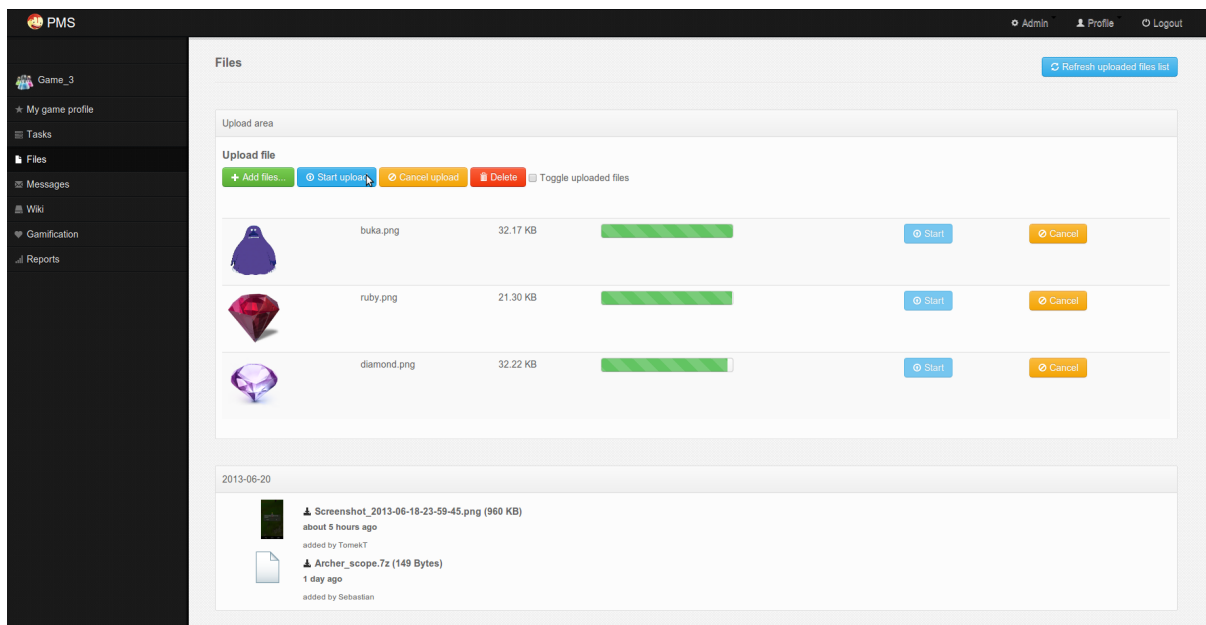 PMS
Admin Profile Logout
Game_3
My game profile
Tasks
Files
Messages
Wiki
Gamification
Reports
Files
Refresh uploaded files list
Upload area
Upload file
Add files... Start upload Cancel upload Delete Toggle uploaded files
buka.png 32.17 KB Start Cancel
ruby.png 21.30 KB Start Cancel
diamond.png 32.22 KB Start Cancel
2013-06-20
Screenshot_2013-06-18-23-59-45.png (960 KB)
about 5 hours ago
added by TomekT
Archer_scope.7z (149 Bytes)
1 day ago
added by Sebastian